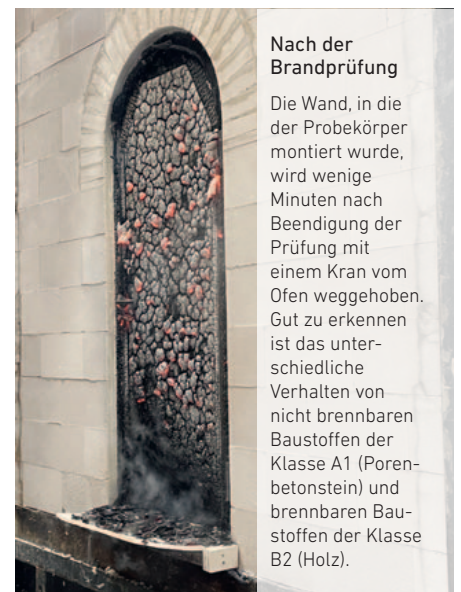 Nach der
Brandprüfung
Die Wand, in die
der Probekörper
montiert wurde,
wird wenige
Minuten nach
Beendigung der
Prüfung mit
einem Kran vom
Ofen weggehoben.
Gut zu erkennen
ist das unter-
schiedliche
Verhalten von
nicht brennbaren
Baustoffen der
Klasse A1 (Poren-
betonstein) und
brennbaren Bau-
stoffen der Klasse
B2 (Holz).